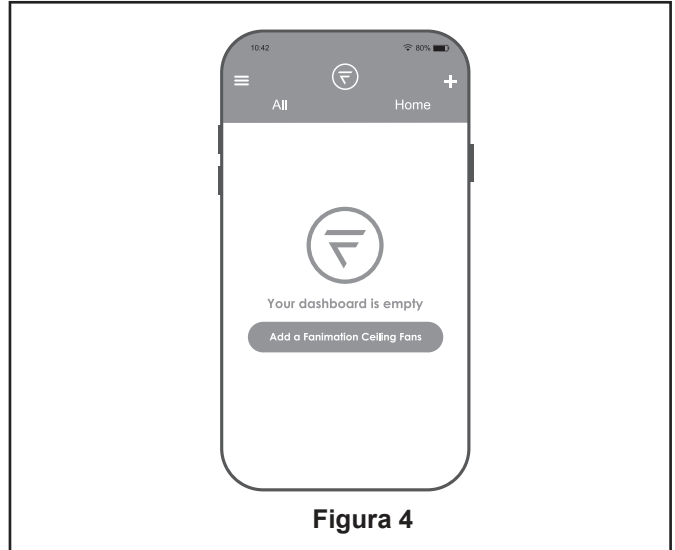 10:42 80%
All Home
Your dashboard is empty
Add a Fanimation Ceiling Fans
Figura 4